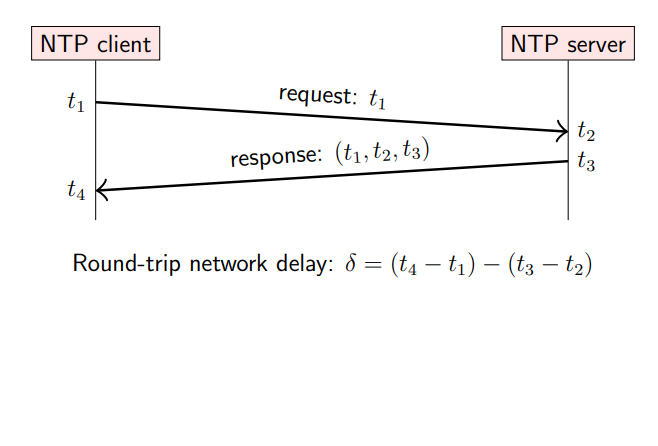 NTP client
NTP server
t₁
request: t₁
t₂
response: (t₁, t₂, t₃)
t₃
t₄
Round-trip network delay: δ = (t₄ − t₁) − (t₃ − t₂)